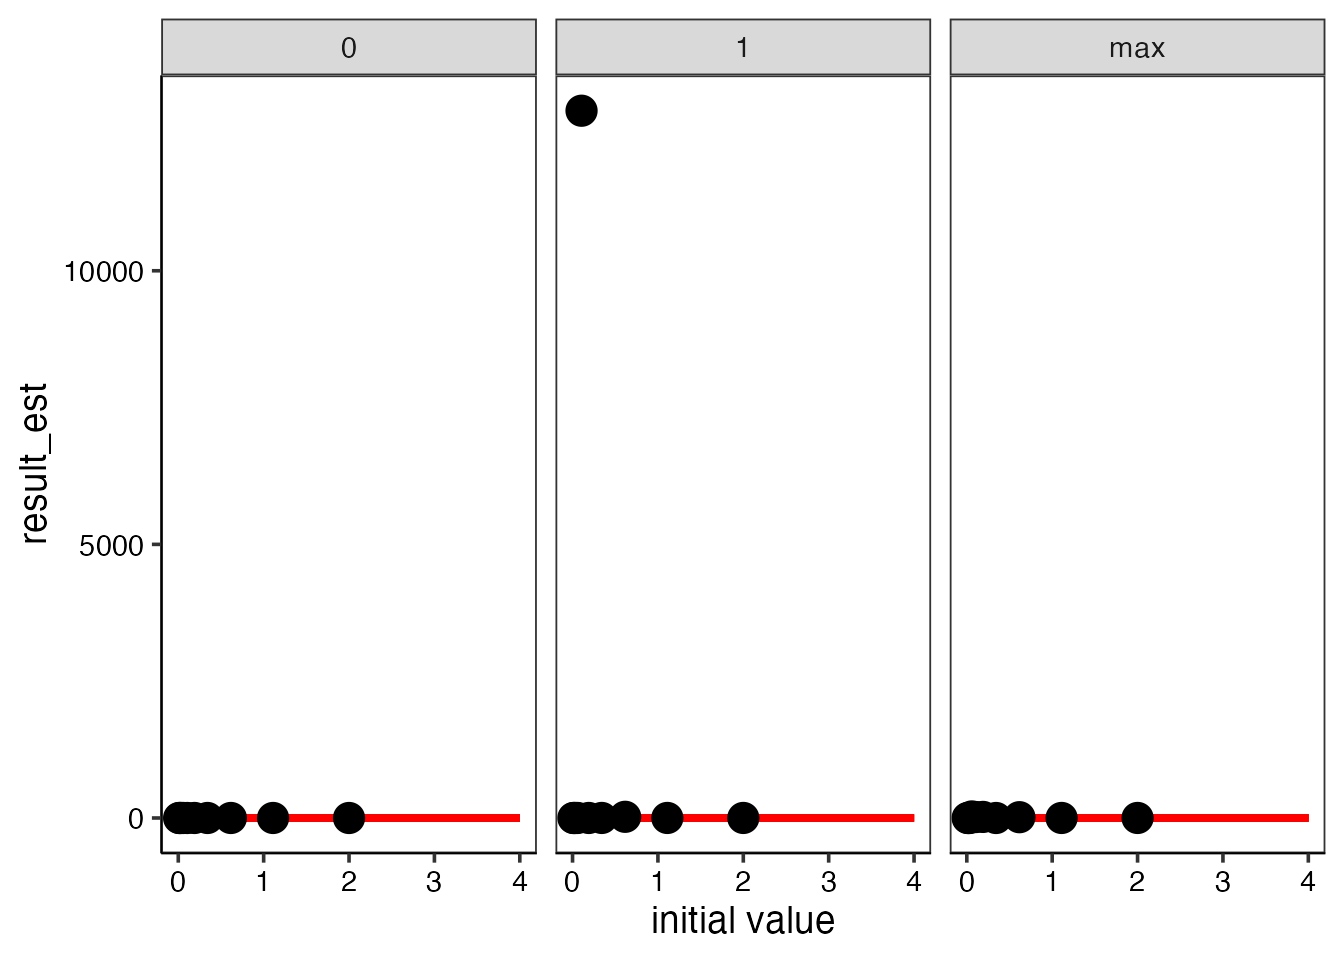 0 1 max
result_est
10000
5000
0
0 1 2 3 4 0 1 2 3 4 0 1 2 3 4
initial value